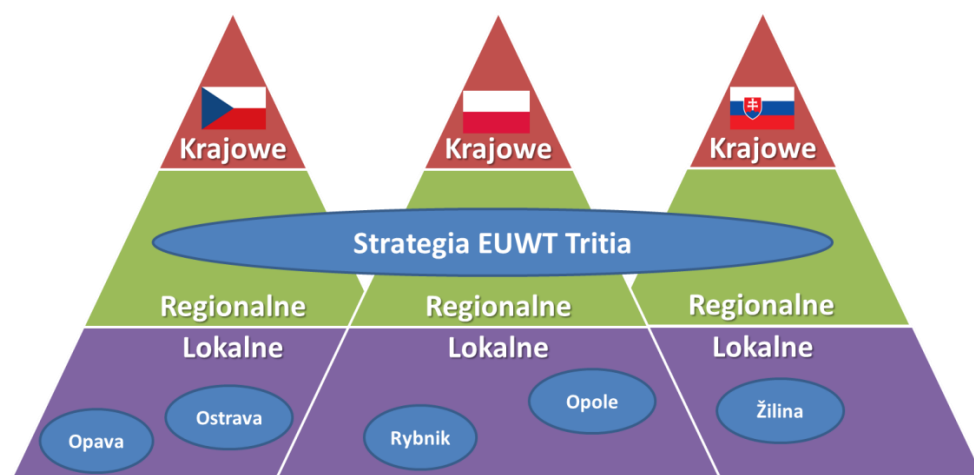 Krajowe
Krajowe
Krajowe
Strategia EUWT Tritia
Regionalne
Regionalne
Regionalne
Lokalne
Lokalne
Lokalne
Opava
Ostrava
Rybnik
Opole
Žilina